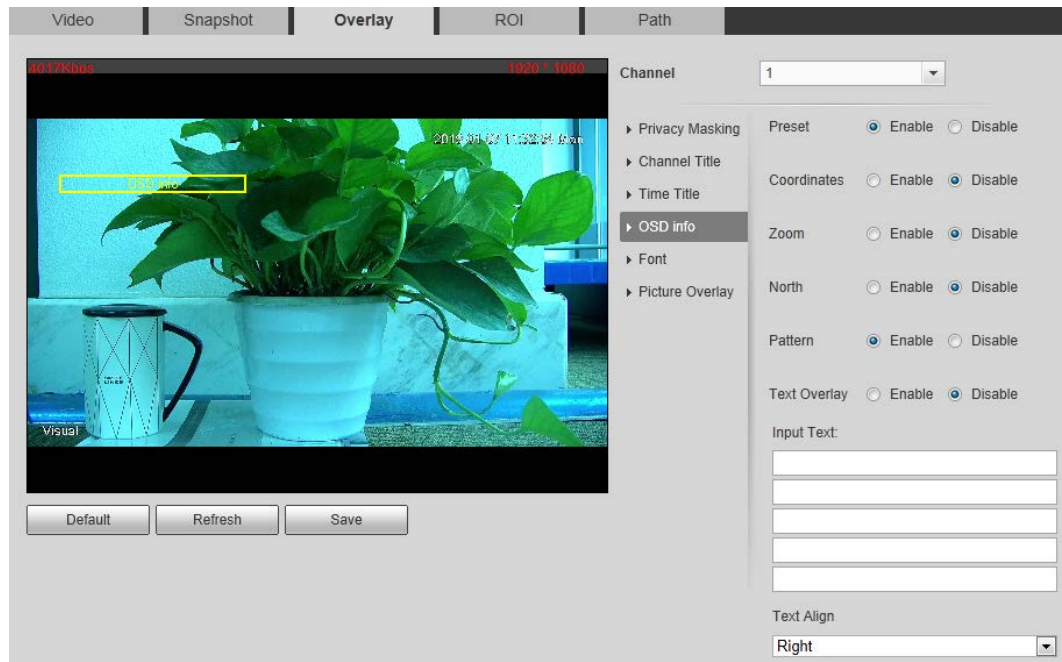 Video Snapshot Overlay ROI Path
4017Kbps 1920 * 1080
Channel 1
OSD info
Visual
Privacy Masking
Channel Title
Time Title
OSD info
Font
Picture Overlay
Preset Enable Disable
Coordinates Enable Disable
Zoom Enable Disable
North Enable Disable
Pattern Enable Disable
Text Overlay Enable Disable
Input Text:
Text Align
Right
Default Refresh Save